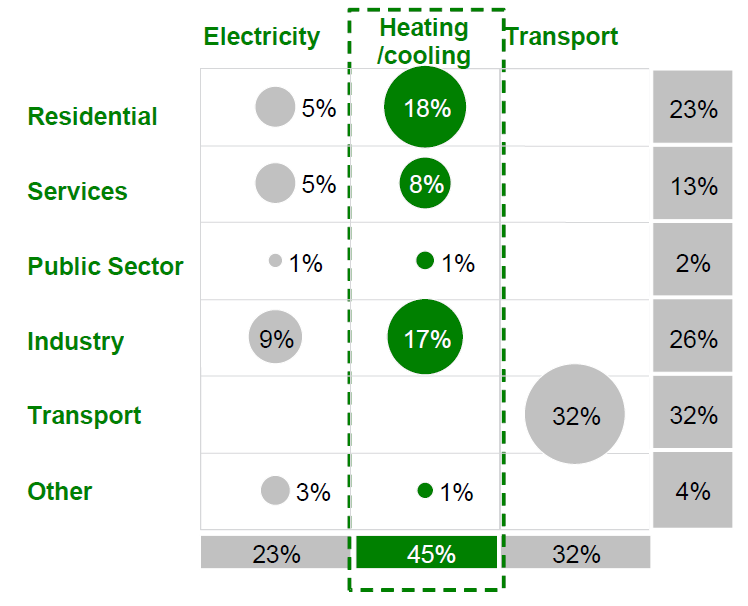 Electricity
Heating
/cooling
Transport
Residential
5%
18%
23%
Services
5%
8%
13%
Public Sector
1%
1%
2%
Industry
9%
17%
26%
Transport
32%
32%
Other
3%
1%
4%
23%
45%
32%